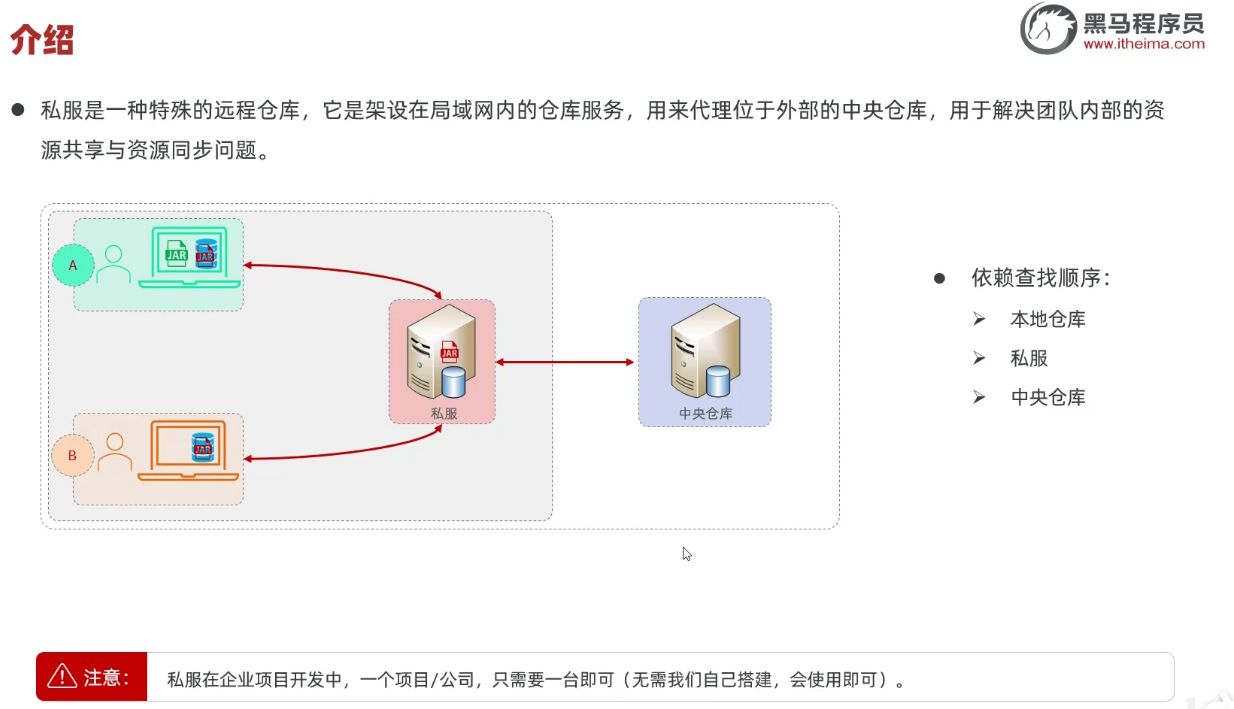 介绍
黑马程序员
www.itheima.com
私服是一种特殊的远程仓库，它是架设在局域网内的仓库服务，用来代理位于外部的中央仓库，用于解决团队内部的资
源共享与资源同步问题。
A
JAR
JAR
JAR
私服
中央仓库
B
JAR
依赖查找顺序：
本地仓库
私服
中央仓库
注意：
私服在企业项目开发中，一个项目/公司，只需要一台即可（无需我们自己搭建，会使用即可）。